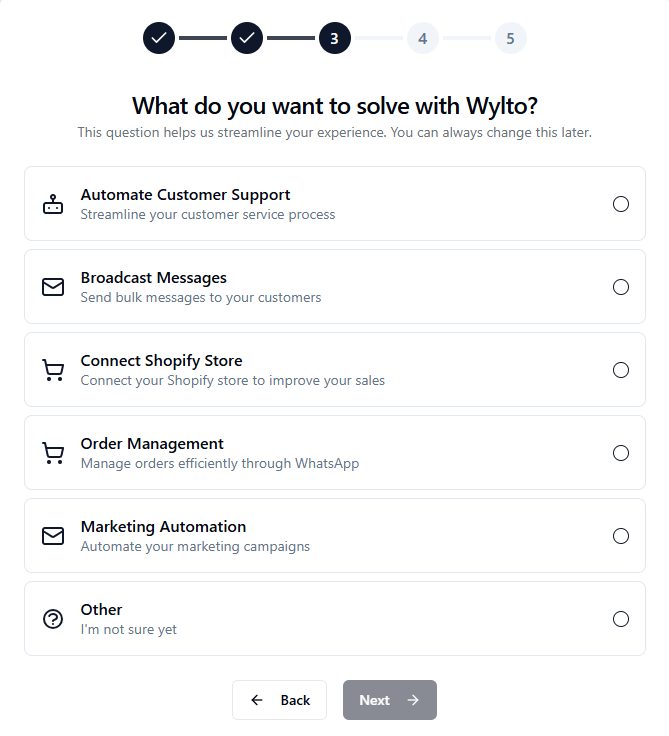 3 4 5
What do you want to solve with Wylto?
This question helps us streamline your experience. You can always change this later.
Automate Customer Support
Streamline your customer service process
Broadcast Messages
Send bulk messages to your customers
Connect Shopify Store
Connect your Shopify store to improve your sales
Order Management
Manage orders efficiently through WhatsApp
Marketing Automation
Automate your marketing campaigns
Other
I'm not sure yet
Back Next